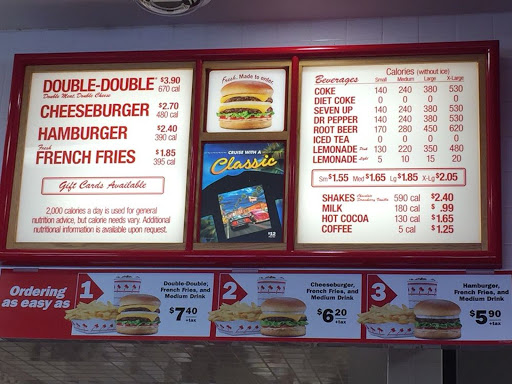 DOUBLE-DOUBLE $3.90
Double Meat, Double Cheese 670 cal
CHEESEBURGER $2.70
480 cal
HAMBURGER $2.40
390 cal
Fresh
FRENCH FRIES $1.85
395 cal
Gift Cards Available
2,000 calories a day is used for general
nutrition advice, but calorie needs vary. Additional
nutritional information is available upon request.
Fresh. Made to order.
CRUISE WITH A
Classic
$12
Beverages Calories (without ice)
Small Medium Large X-Large
COKE 140 240 380 530
DIET COKE 0 0 0 0
SEVEN UP 140 240 380 530
DR PEPPER 140 240 380 530
ROOT BEER 170 280 450 620
ICED TEA 0 0 0 0
LEMONADE Pink 130 220 350 480
LEMONADE Light 5 10 15 20
Sm $1.55 Med $1.65 Lg $1.85 X-Lg $2.05
SHAKES Chocolate Strawberry Vanilla 590 cal $2.40
MILK 180 cal $ .99
HOT COCOA 130 cal $1.65
COFFEE 5 cal $1.25
Ordering
as easy as
1
Double-Double,
French Fries, and
Medium Drink
$7.40
+tax
2
Cheeseburger,
French Fries, and
Medium Drink
$6.20
+tax
3
Hamburger,
French Fries, and
Medium Drink
$5.90
+tax